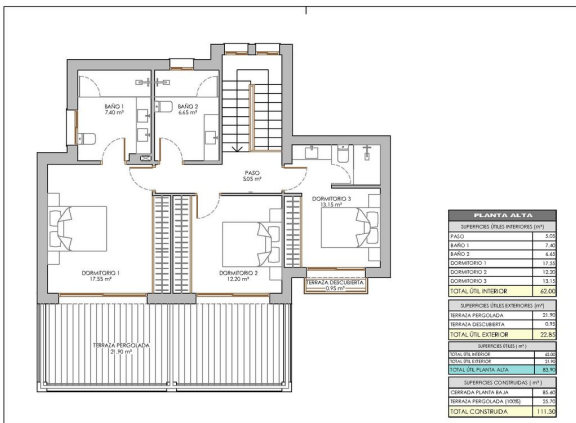 BAÑO 1
7.40 m²
BAÑO 2
6.65 m²
PASO
5.05 m²
DORMITORIO 3
13.15 m²
DORMITORIO 1
17.55 m²
DORMITORIO 2
12.20 m²
TERRAZA DESCUBIERTA
0.95 m²
TERRAZA PERGOLADA
21.90 m²
PLANTA ALTA
SUPERFICIES ÚTILES INTERIORES (m²)
PASO 5.05
BAÑO 1 7.40
BAÑO 2 6.65
DORMITORIO 1 17.55
DORMITORIO 2 12.20
DORMITORIO 3 13.15
TOTAL ÚTIL INTERIOR 62.00
SUPERFICIES ÚTILES EXTERIORES (m²)
TERRAZA PERGOLADA 21.90
TERRAZA DESCUBIERTA 0.95
TOTAL ÚTIL EXTERIOR 22.85
SUPERFICIES ÚTILES ( m² )
TOTAL ÚTIL INTERIOR 62.00
TOTAL ÚTIL EXTERIOR 21.90
TOTAL ÚTIL PLANTA ALTA 83.90
SUPERFICIES CONSTRUIDAS ( m² )
CERRADA PLANTA BAJA 85.60
TERRAZA PERGOLADA (100%) 25.70
TOTAL CONSTRUIDA 111.30